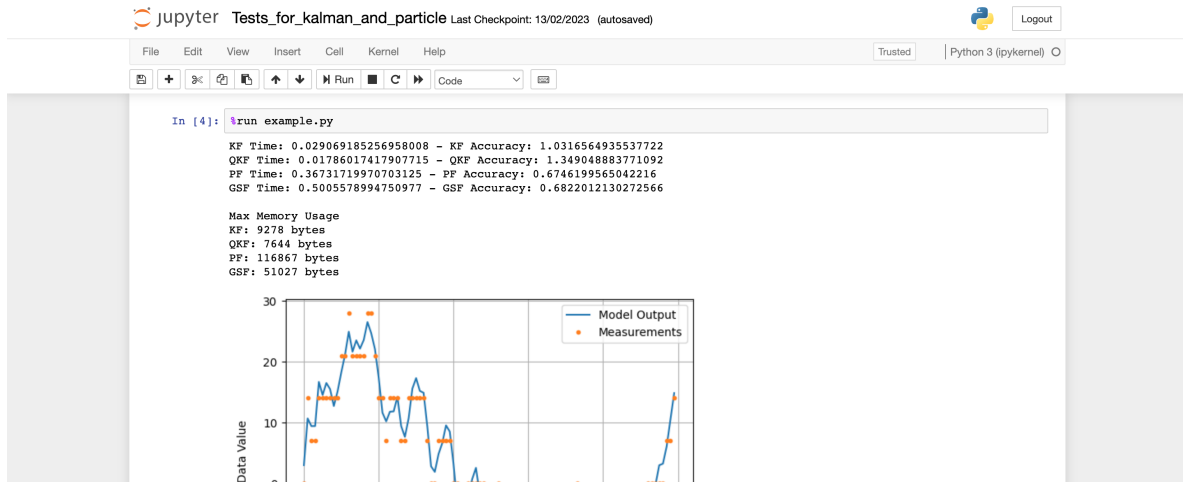 jupyter Tests_for_kalman_and_particle Last Checkpoint: 13/02/2023 (autosaved)
Logout
File Edit View Insert Cell Kernel Help
Trusted Python 3 (ipykernel)
Run Code
In [4]: %run example.py
KF Time: 0.029069185256958008 - KF Accuracy: 1.0316564935537722
QKF Time: 0.01786017417907715 - QKF Accuracy: 1.349048883771092
PF Time: 0.36731719970703125 - PF Accuracy: 0.6746199565042216
GSF Time: 0.5005578994750977 - GSF Accuracy: 0.6822012130272566
Max Memory Usage
KF: 9278 bytes
QKF: 7644 bytes
PF: 116867 bytes
GSF: 51027 bytes
30
Model Output
Measurements
20
10
Data Value